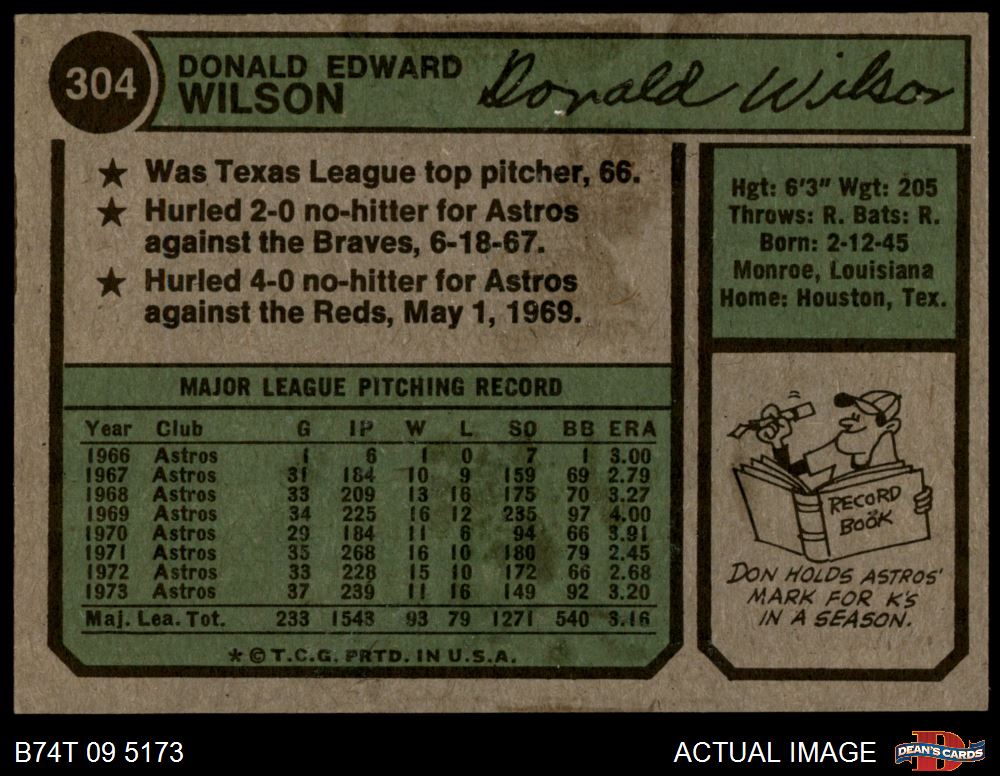 304
DONALD EDWARD
WILSON
Donald Wilson
★ Was Texas League top pitcher, 66.
★ Hurled 2-0 no-hitter for Astros
against the Braves, 6-18-67.
★ Hurled 4-0 no-hitter for Astros
against the Reds, May 1, 1969.
Hgt: 6'3" Wgt: 205
Throws: R. Bats: R.
Born: 2-12-45
Monroe, Louisiana
Home: Houston, Tex.
MAJOR LEAGUE PITCHING RECORD
Year Club G IP W L SO BB ERA
1966 Astros 1 6 1 0 7 1 3.00
1967 Astros 31 184 10 9 159 69 2.79
1968 Astros 33 209 13 16 175 70 3.27
1969 Astros 34 225 16 12 235 97 4.00
1970 Astros 29 184 11 6 94 66 3.91
1971 Astros 35 268 16 10 180 79 2.45
1972 Astros 33 228 15 10 172 66 2.68
1973 Astros 37 239 11 16 149 92 3.20
Maj. Lea. Tot. 233 1543 93 79 1271 540 3.16
* © T.C.G. PRTD. IN U.S.A.
RECORD
BOOK
DON HOLDS ASTROS'
MARK FOR K'S
IN A SEASON.
B74T 09 5173
ACTUAL IMAGE
DEAN'S CARDS